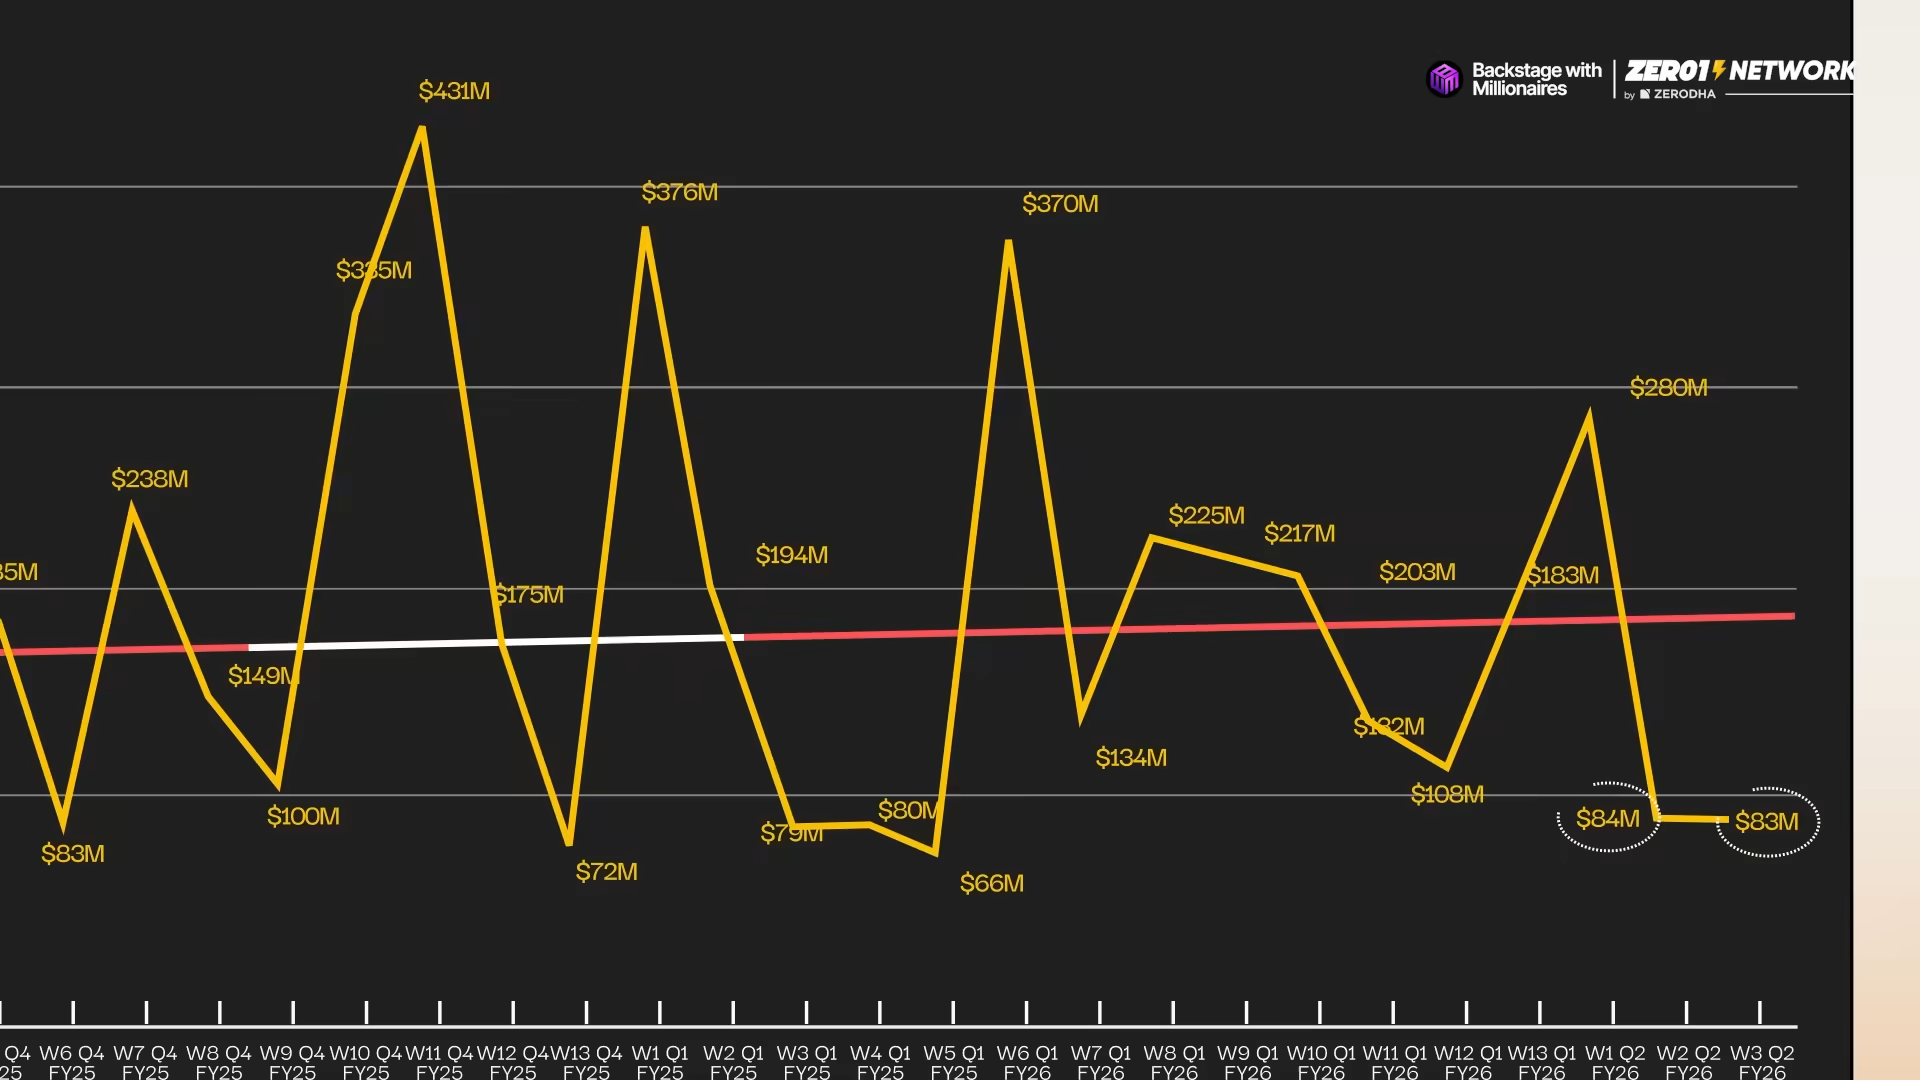 Backstage with
Millionaires
ZERO1 NETWORK
by ZERODHA
$431M
$376M
$370M
$335M
$280M
$238M
$225M
$217M
$194M
$203M
$183M
35M
$175M
$149M
$132M
$134M
$108M
$100M
$80M
$79M
$84M
$83M
$83M
$72M
$66M
Q4 W6 Q4 W7 Q4 W8 Q4 W9 Q4 W10 Q4 W11 Q4 W12 Q4 W13 Q4 W1 Q1 W2 Q1 W3 Q1 W4 Q1 W5 Q1 W6 Q1 W7 Q1 W8 Q1 W9 Q1 W10 Q1 W11 Q1 W12 Q1 W13 Q1 W1 Q2 W2 Q2 W3 Q2
25 FY25 FY25 FY25 FY25 FY25 FY25 FY25 FY25 FY25 FY25 FY25 FY25 FY25 FY26 FY26 FY26 FY26 FY26 FY26 FY26 FY26 FY26 FY26 FY26